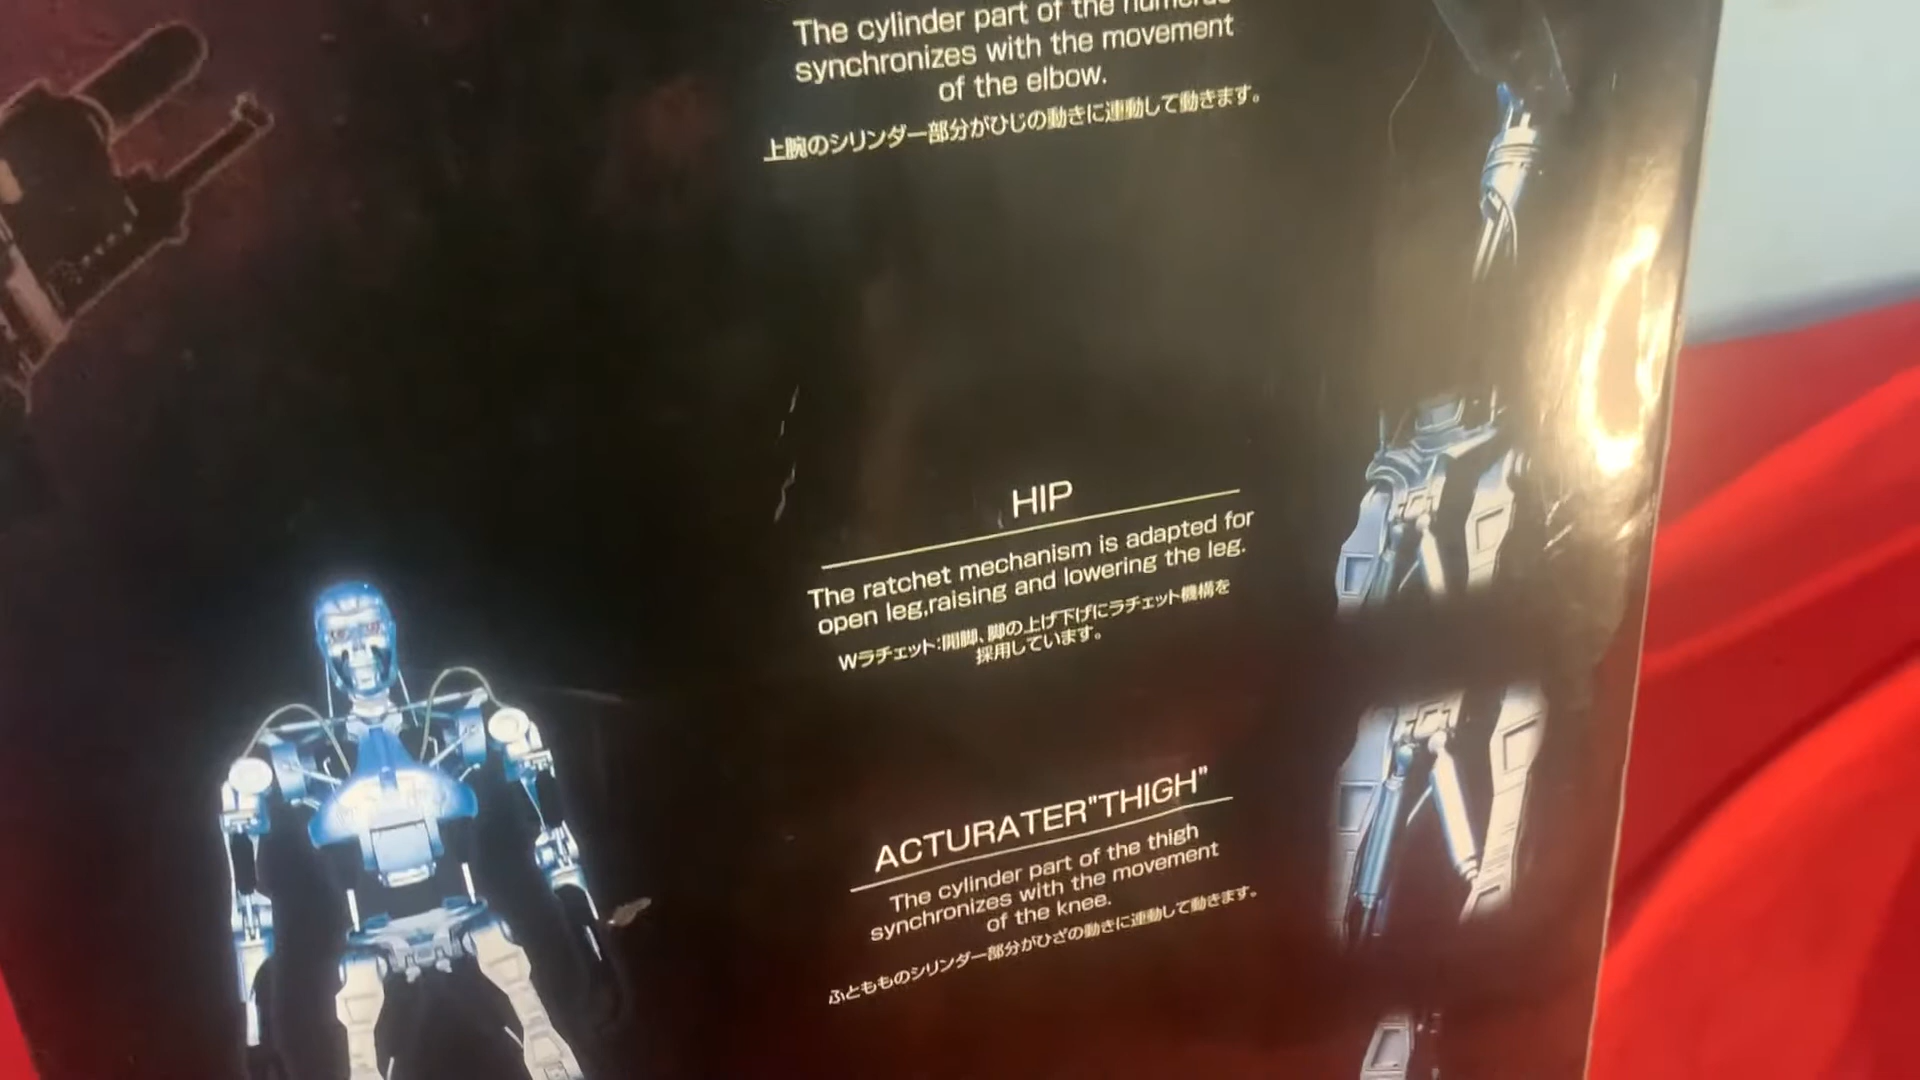 The cylinder part of the
synchronizes with the movement
of the elbow.
上腕のシリンダー部分がひじの動きに連動して動きます。
HIP
The ratchet mechanism is adapted for
open leg,raising and lowering the leg.
Wラチェット:開脚、脚の上げ下げにラチェット機構を
採用しています。
ACTURATER"THIGH"
The cylinder part of the thigh
synchronizes with the movement
of the knee.
ふともものシリンダー部分がひざの動きに連動して動きます。